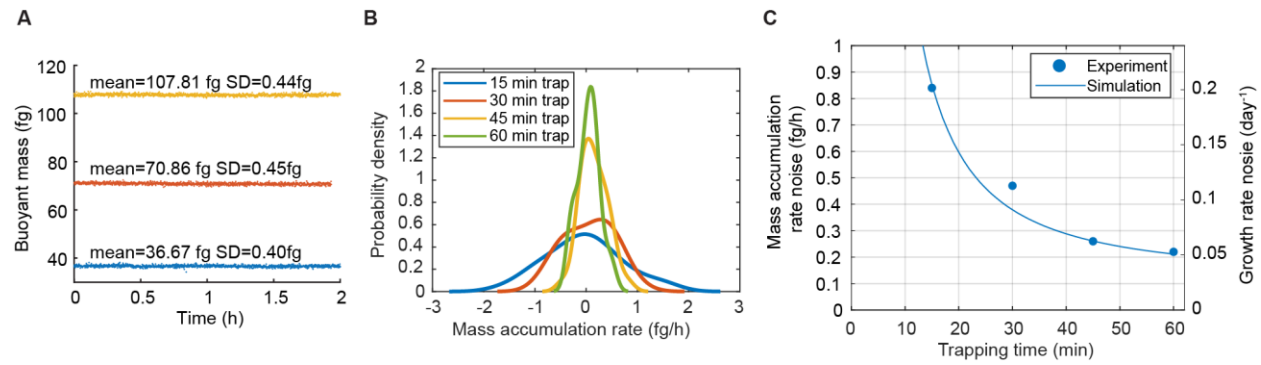 A
mean=107.81 fg SD=0.44fg
mean=70.86 fg SD=0.45fg
mean=36.67 fg SD=0.40fg
120
100
80
60
40
0
0.5
1
1.5
2
Buoyant mass (fg)
Time (h)
B
15 min trap
30 min trap
45 min trap
60 min trap
2
1.8
1.6
1.4
1.2
1
0.8
0.6
0.4
0.2
0
-3
-2
-1
0
1
2
3
Probability density
Mass accumulation rate (fg/h)
C
Experiment
Simulation
1
0.9
0.8
0.7
0.6
0.5
0.4
0.3
0.2
0.1
0
0
10
20
30
40
50
60
0.2
0.15
0.1
0.05
0
Mass accumulation
rate noise (fg/h)
Trapping time (min)
Growth rate nosie (day⁻¹)